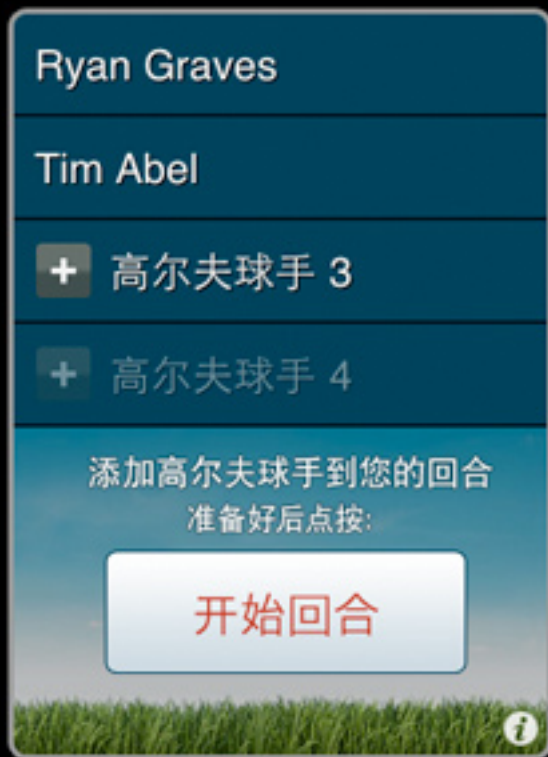 Ryan Graves
Tim Abel
+ 高尔夫球手 3
+ 高尔夫球手 4
添加高尔夫球手到您的回合
准备好后点按:
开始回合
i